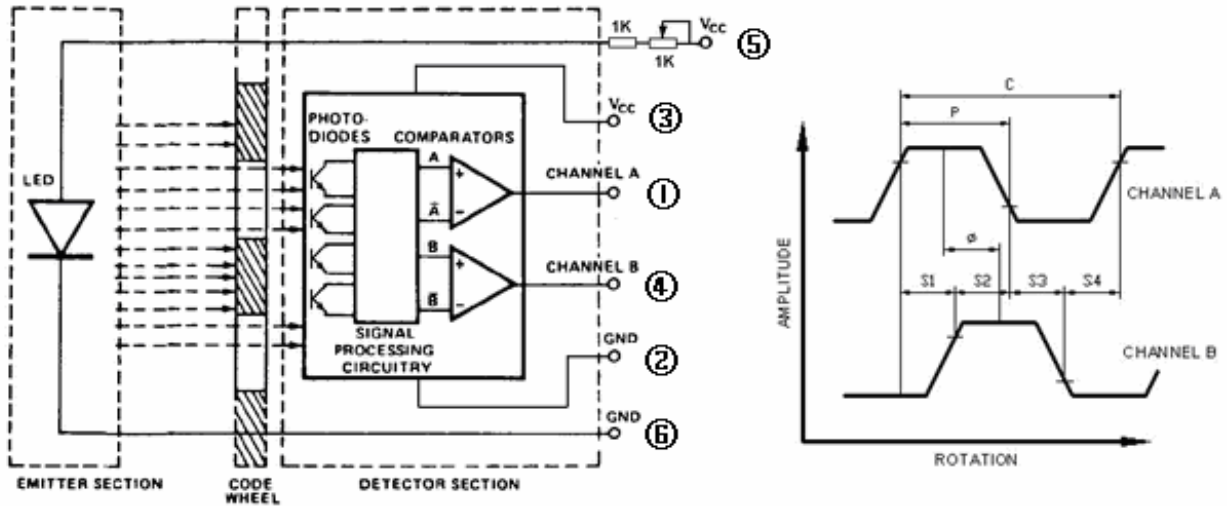 1K
1K
VCC
⑤
LED
PHOTO-
DIODES
COMPARATORS
VCC
③
A
+
CHANNEL A
①
Ā
−
B
+
CHANNEL B
④
B̄
−
SIGNAL
PROCESSING
CIRCUITRY
GND
②
GND
⑥
EMITTER SECTION
CODE
WHEEL
DETECTOR SECTION
AMPLITUDE
C
P
CHANNEL A
ø
S1
S2
S3
S4
CHANNEL B
ROTATION